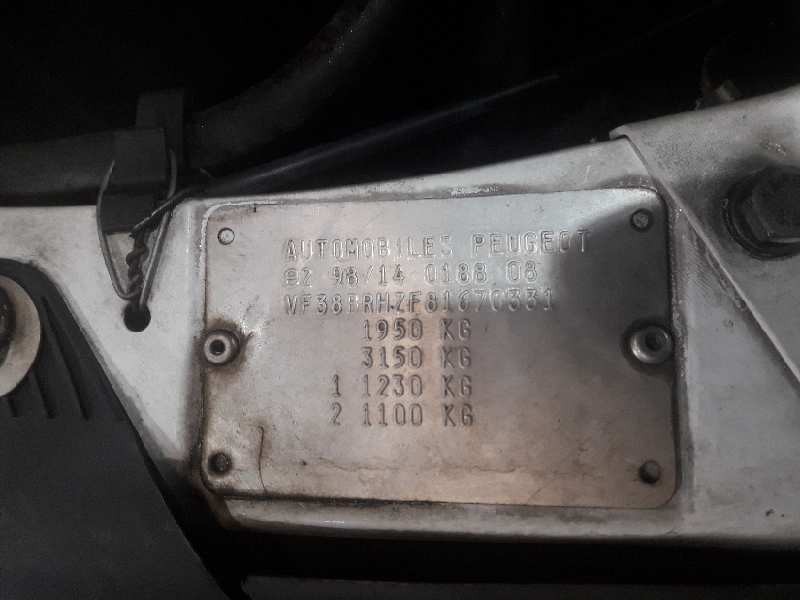 AUTOMOBILES PEUGEOT
e2 98/14 0188 08
VF38BRHZF81670331
1950 KG
3150 KG
1 1230 KG
2 1100 KG